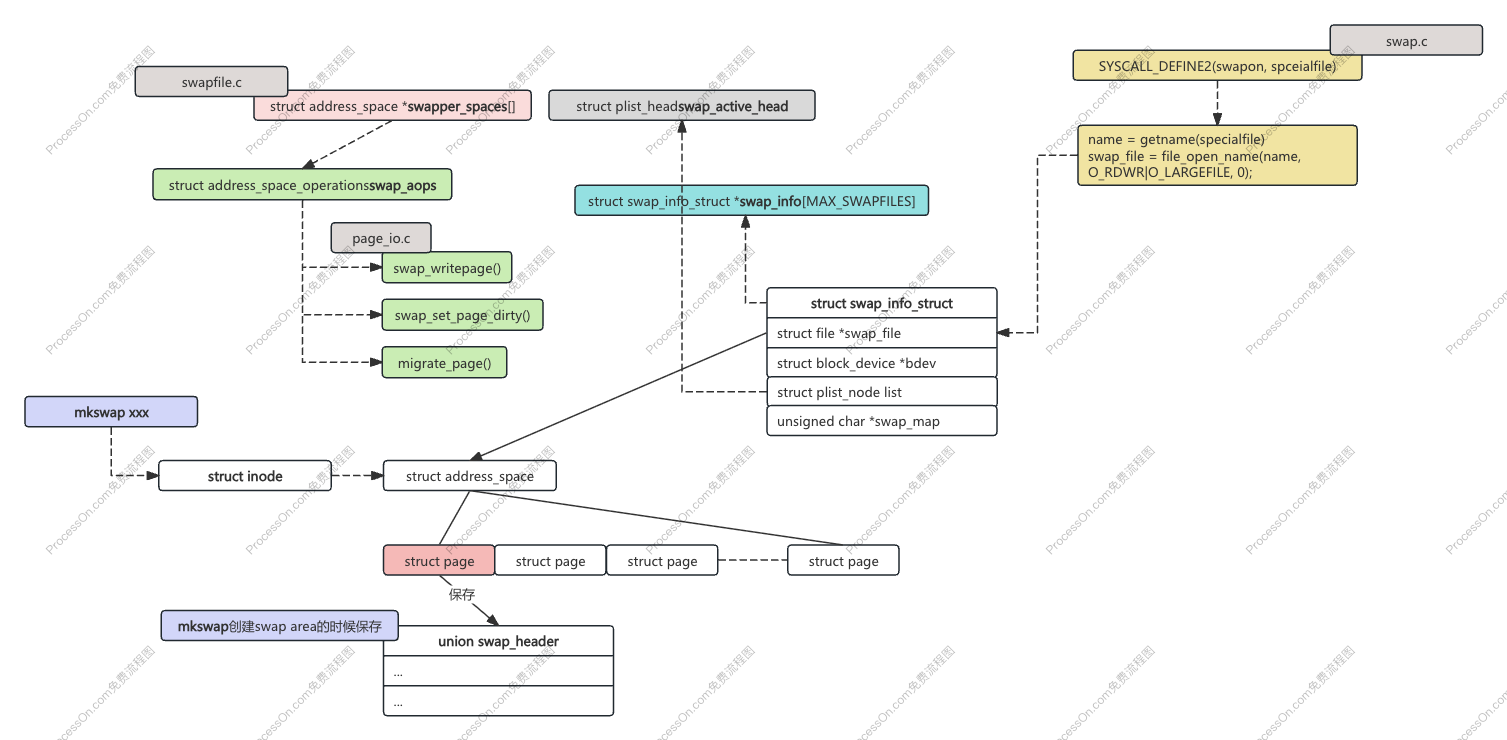 swap.c
SYSCALL_DEFINE2(swapon, spceialfile)
swapfile.c
struct address_space *swapper_spaces[]
struct plist_headswap_active_head
name = getname(specialfile)
swap_file = file_open_name(name,
O_RDWR|O_LARGEFILE, 0);
struct address_space_operationsswap_aops
struct swap_info_struct *swap_info[MAX_SWAPFILES]
page_io.c
swap_writepage()
swap_set_page_dirty()
migrate_page()
struct swap_info_struct
struct file *swap_file
struct block_device *bdev
struct plist_node list
unsigned char *swap_map
mkswap xxx
struct inode
struct address_space
struct page
struct page
struct page
struct page
保存
mkswap创建swap area的时候保存
union swap_header
...
...
ProcessOn.com免费流程图